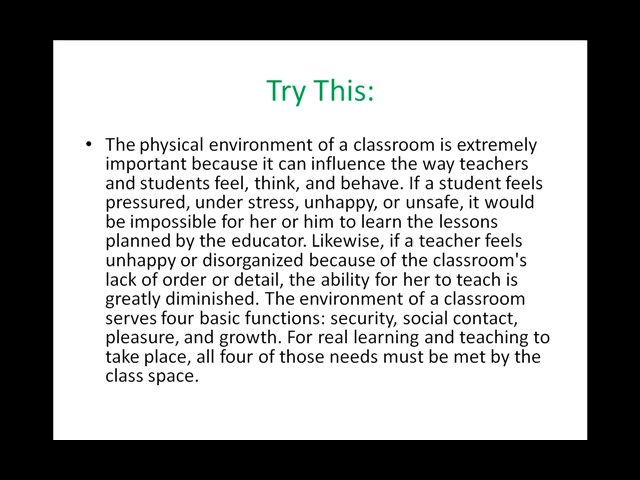 Try This:
• The physical environment of a classroom is extremely
important because it can influence the way teachers
and students feel, think, and behave. If a student feels
pressured, under stress, unhappy, or unsafe, it would
be impossible for her or him to learn the lessons
planned by the educator. Likewise, if a teacher feels
unhappy or disorganized because of the classroom's
lack of order or detail, the ability for her to teach is
greatly diminished. The environment of a classroom
serves four basic functions: security, social contact,
pleasure, and growth. For real learning and teaching to
take place, all four of those needs must be met by the
class space.